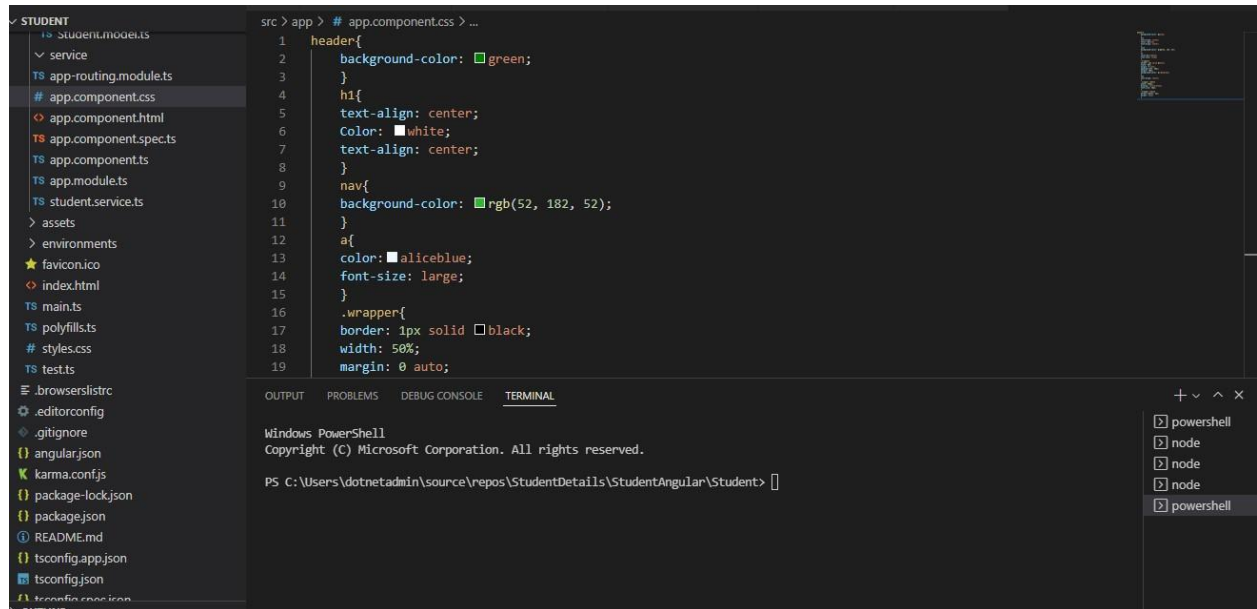 STUDENT
Student.model.ts
service
TS app-routing.module.ts
# app.component.css
<> app.component.html
TS app.component.spec.ts
TS app.component.ts
TS app.module.ts
TS student.service.ts
> assets
> environments
favicon.ico
<> index.html
TS main.ts
TS polyfills.ts
# styles.css
TS test.ts
.browserslistrc
.editorconfig
.gitignore
{} angular.json
K karma.conf.js
{} package-lock.json
{} package.json
README.md
{} tsconfig.app.json
TS tsconfig.json
{} tsconfig.spec.json
OUTLINE
src > app > # app.component.css > ...
1 header{
2 background-color: green;
3 }
4 h1{
5 text-align: center;
6 Color: white;
7 text-align: center;
8 }
9 nav{
10 background-color: rgb(52, 182, 52);
11 }
12 a{
13 color: aliceblue;
14 font-size: large;
15 }
16 .wrapper{
17 border: 1px solid black;
18 width: 50%;
19 margin: 0 auto;
OUTPUT PROBLEMS DEBUG CONSOLE TERMINAL
Windows PowerShell
Copyright (C) Microsoft Corporation. All rights reserved.
PS C:\Users\dotnetadmin\source\repos\StudentDetails\StudentAngular\Student>
powershell
node
node
node
powershell